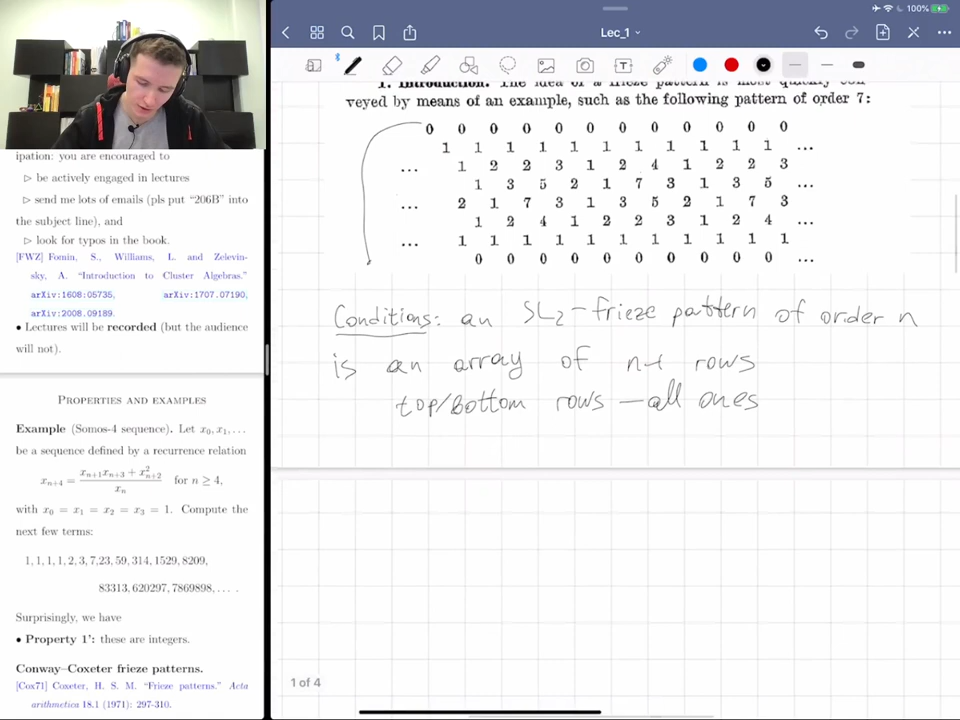 100%
Lec_1
1. Introduction. The idea of a frieze pattern is most quickly con-
veyed by means of an example, such as the following pattern of order 7:
0 0 0 0 0 0 0 0 0 0 0 0
1 1 1 1 1 1 1 1 1 1 1 ...
... 1 2 2 3 1 2 4 1 2 2 3
1 3 5 2 1 7 3 1 3 5 ...
... 2 1 7 3 1 3 5 2 1 7 3
1 2 4 1 2 2 3 1 2 4 ...
... 1 1 1 1 1 1 1 1 1 1 1
0 0 0 0 0 0 0 0 0 0 ...
Conditions: an SL₂-frieze pattern of order n
is an array of n-1 rows
top/bottom rows – all ones
1 of 4
ipation: you are encouraged to
▷ be actively engaged in lectures
▷ send me lots of emails (pls put “206B” into
the subject line), and
▷ look for typos in the book.
[FWZ] Fomin, S., Williams, L. and Zelevin-
sky, A. “Introduction to Cluster Algebras.”
arXiv:1608:05735, arXiv:1707.07190,
arXiv:2008.09189.
• Lectures will be recorded (but the audience
will not).
Properties and examples
Example (Somos-4 sequence). Let x₀, x₁, . . .
be a sequence defined by a recurrence relation
xₙ₊₄ = (xₙ₊₁xₙ₊₃ + x²ₙ₊₂)/xₙ for n ≥ 4,
with x₀ = x₁ = x₂ = x₃ = 1. Compute the
next few terms:
1, 1, 1, 1, 2, 3, 7, 23, 59, 314, 1529, 8209,
83313, 620297, 7869898, . . . .
Surprisingly, we have
• Property 1’: these are integers.
Conway–Coxeter frieze patterns.
[Cox71] Coxeter, H. S. M. “Frieze patterns.” Acta
arithmetica 18.1 (1971): 297-310.